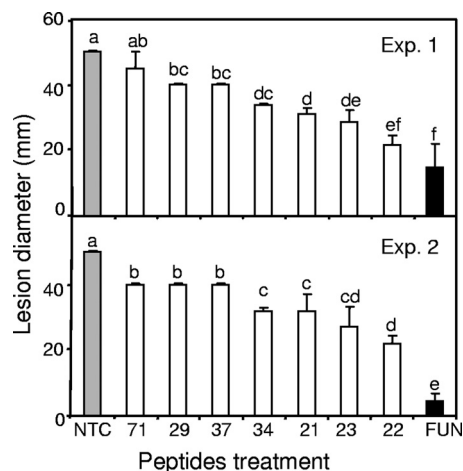 60
40
20
0
a ab bc bc dc d de ef f
Exp. 1
40
20
0
a b b b c c cd d e
Exp. 2
Lesion diameter (mm)
NTC 71 29 37 34 21 23 22 FUN
Peptides treatment